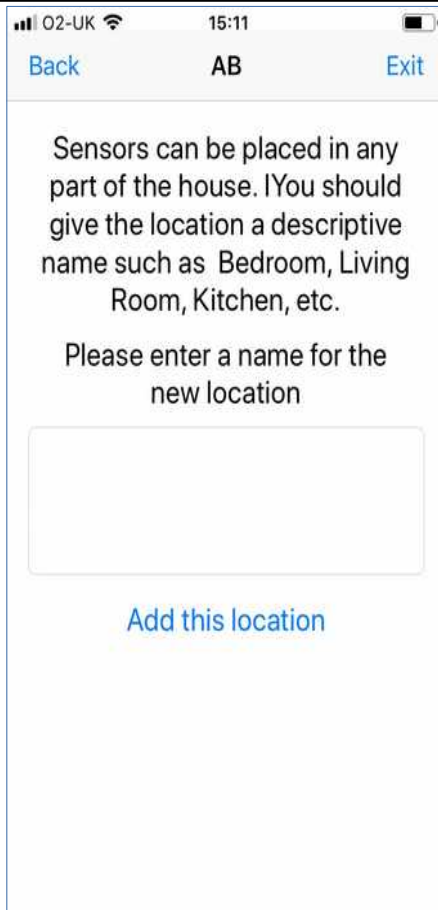 O2-UK 15:11
Back AB Exit
Sensors can be placed in any
part of the house. IYou should
give the location a descriptive
name such as  Bedroom, Living
Room, Kitchen, etc.
Please enter a name for the
new location
Add this location